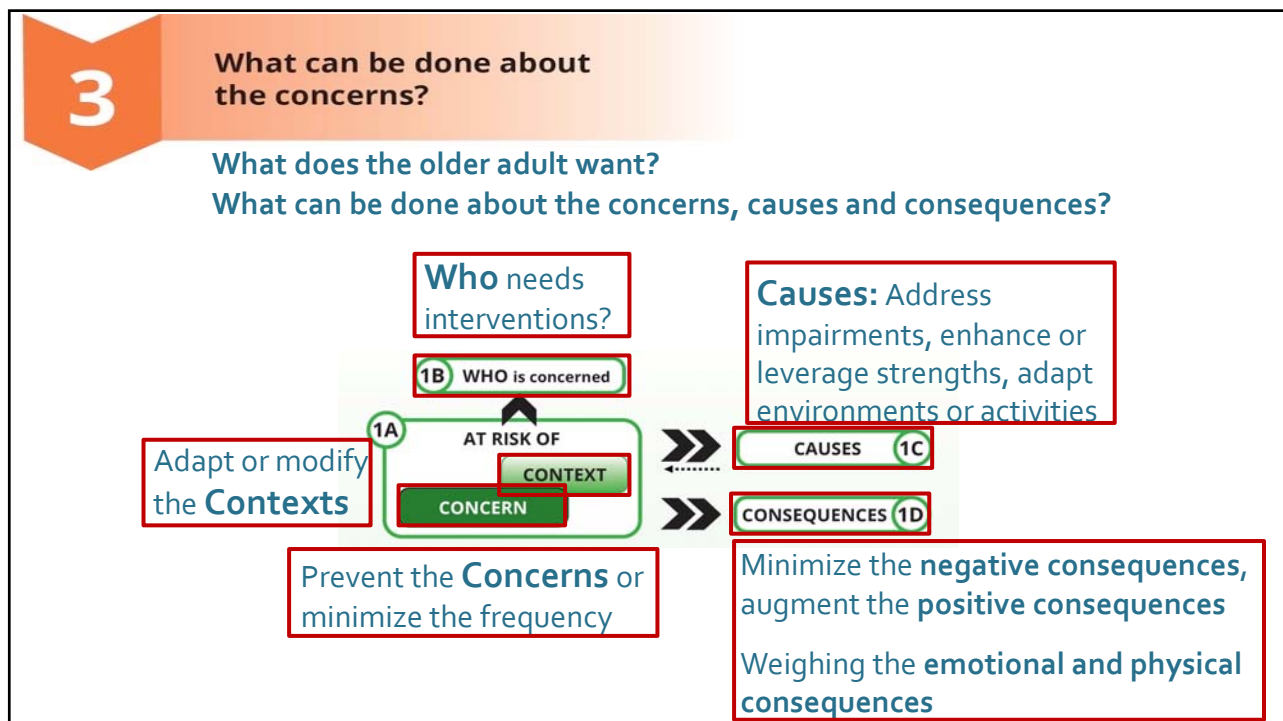 3
What can be done about
the concerns?
What does the older adult want?
What can be done about the concerns, causes and consequences?
Who needs
interventions?
Causes: Address
impairments, enhance or
leverage strengths, adapt
environments or activities
1B WHO is concerned
1A
AT RISK OF
CONTEXT
CONCERN
CAUSES 1C
CONSEQUENCES 1D
Adapt or modify
the Contexts
Prevent the Concerns or
minimize the frequency
Minimize the negative consequences,
augment the positive consequences
Weighing the emotional and physical
consequences